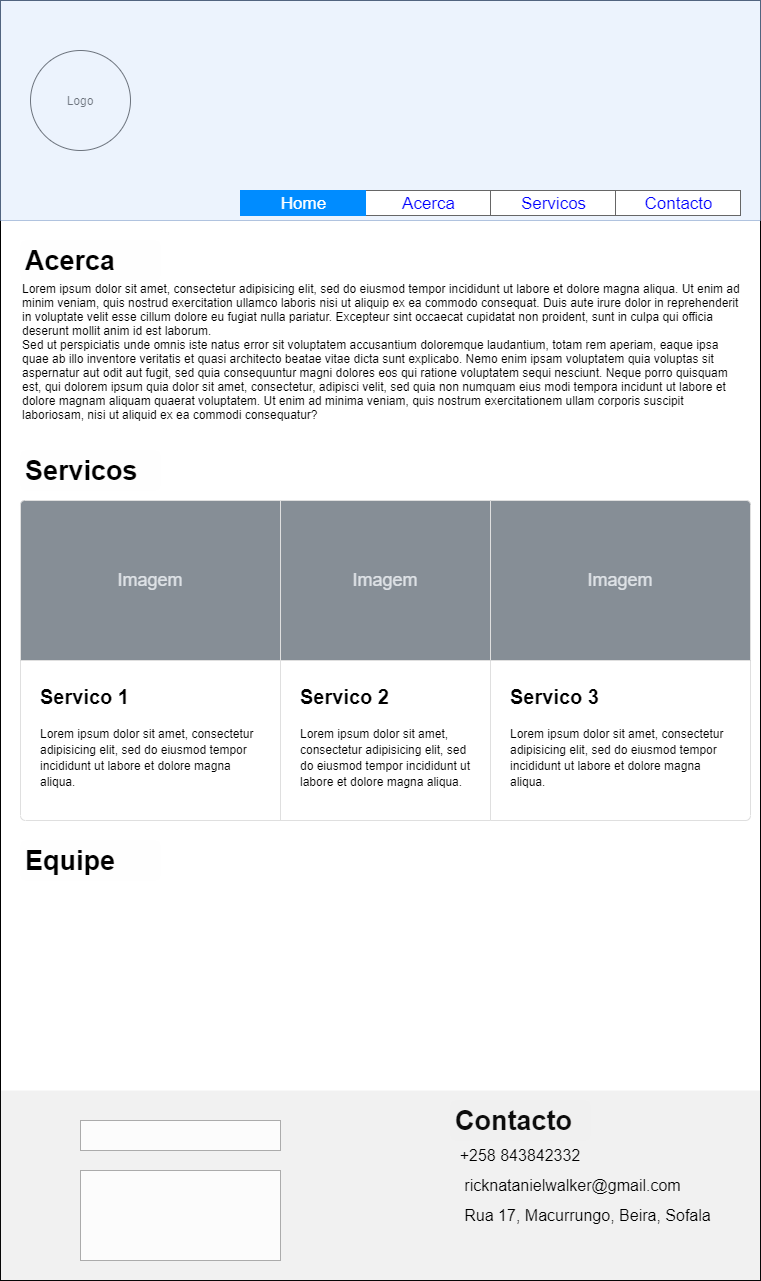 Logo
Home Acerca Servicos Contacto
Acerca
Lorem ipsum dolor sit amet, consectetur adipisicing elit, sed do eiusmod tempor incididunt ut labore et dolore magna aliqua. Ut enim ad
minim veniam, quis nostrud exercitation ullamco laboris nisi ut aliquip ex ea commodo consequat. Duis aute irure dolor in reprehenderit
in voluptate velit esse cillum dolore eu fugiat nulla pariatur. Excepteur sint occaecat cupidatat non proident, sunt in culpa qui officia
deserunt mollit anim id est laborum.
Sed ut perspiciatis unde omnis iste natus error sit voluptatem accusantium doloremque laudantium, totam rem aperiam, eaque ipsa
quae ab illo inventore veritatis et quasi architecto beatae vitae dicta sunt explicabo. Nemo enim ipsam voluptatem quia voluptas sit
aspernatur aut odit aut fugit, sed quia consequuntur magni dolores eos qui ratione voluptatem sequi nesciunt. Neque porro quisquam
est, qui dolorem ipsum quia dolor sit amet, consectetur, adipisci velit, sed quia non numquam eius modi tempora incidunt ut labore et
dolore magnam aliquam quaerat voluptatem. Ut enim ad minima veniam, quis nostrum exercitationem ullam corporis suscipit
laboriosam, nisi ut aliquid ex ea commodi consequatur?
Servicos
Imagem Imagem Imagem
Servico 1
Lorem ipsum dolor sit amet, consectetur
adipisicing elit, sed do eiusmod tempor
incididunt ut labore et dolore magna
aliqua.
Servico 2
Lorem ipsum dolor sit amet,
consectetur adipisicing elit, sed
do eiusmod tempor incididunt ut
labore et dolore magna aliqua.
Servico 3
Lorem ipsum dolor sit amet, consectetur
adipisicing elit, sed do eiusmod tempor
incididunt ut labore et dolore magna
aliqua.
Equipe
Contacto
+258 843842332
ricknatanielwalker@gmail.com
Rua 17, Macurrungo, Beira, Sofala